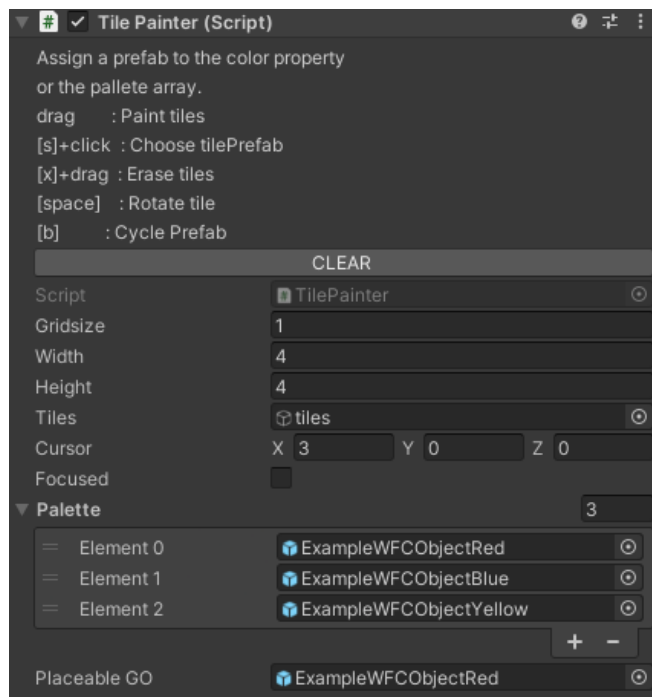 Tile Painter (Script)
Assign a prefab to the color property
or the pallete array.
drag : Paint tiles
[s]+click : Choose tilePrefab
[x]+drag : Erase tiles
[space] : Rotate tile
[b] : Cycle Prefab
CLEAR
Script TilePainter
Gridsize 1
Width 4
Height 4
Tiles tiles
Cursor X 3 Y 0 Z 0
Focused
Palette 3
Element 0 ExampleWFCObjectRed
Element 1 ExampleWFCObjectBlue
Element 2 ExampleWFCObjectYellow
+ −
Placeable GO ExampleWFCObjectRed